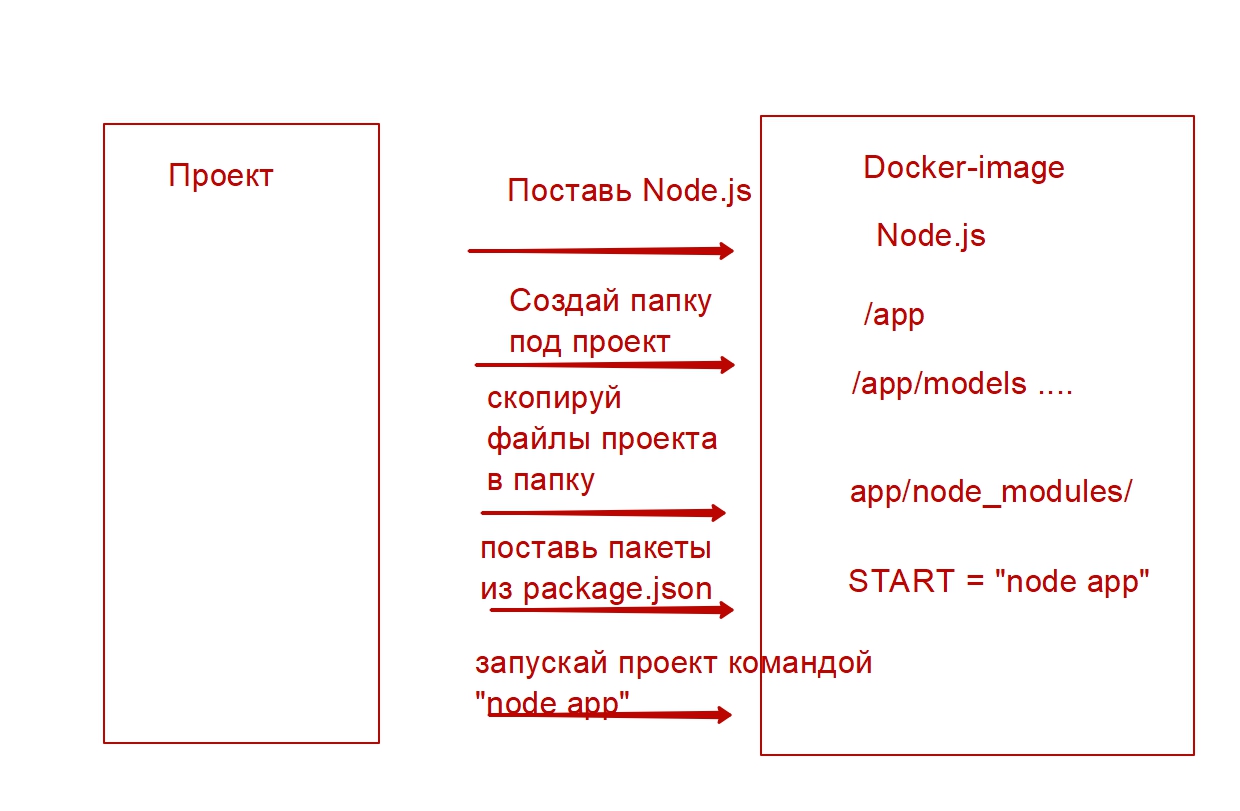 Проект
Поставь Node.js
Создай папку
под проект
скопируй
файлы проекта
в папку
поставь пакеты
из package.json
запускай проект командой
"node app"
Docker-image
Node.js
/app
/app/models ....
app/node_modules/
START = "node app"